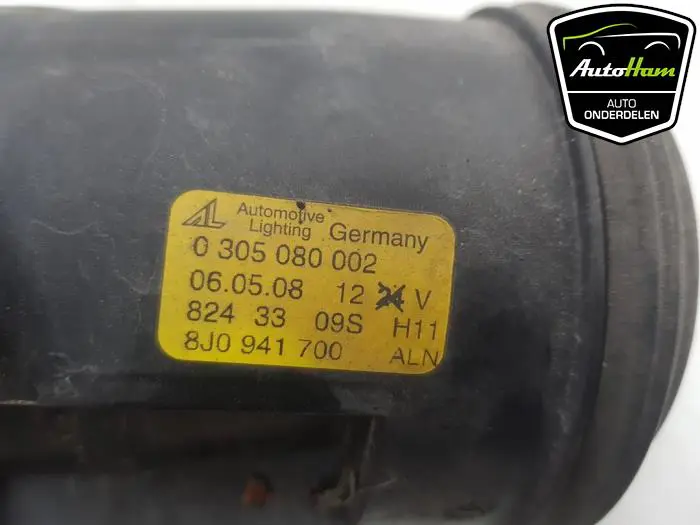 AutoHam
AUTO
ONDERDELEN
AL Automotive
Lighting Germany
0 305 080 002
06.05.08 12 24 V
824 33 09S H11
8J0 941 700 ALN